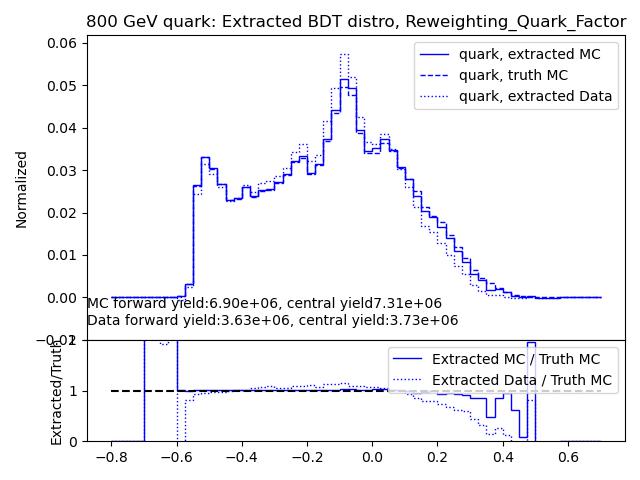 800 GeV quark: Extracted BDT distro, Reweighting_Quark_Factor
0.06
0.05
0.04
0.03
0.02
0.01
0.00
−0.01
Normalized
quark, extracted MC
quark, truth MC
quark, extracted Data
MC forward yield:6.90e+06, central yield7.31e+06
Data forward yield:3.63e+06, central yield:3.73e+06
2
1
0
Extracted/Truth
Extracted MC / Truth MC
Extracted Data / Truth MC
−0.8 −0.6 −0.4 −0.2 0.0 0.2 0.4 0.6